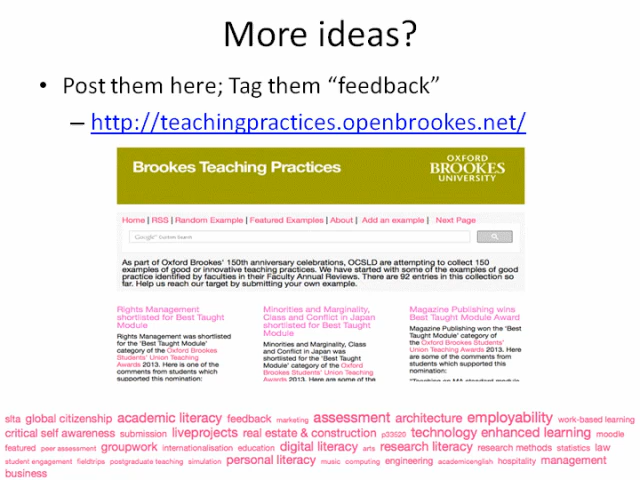 More ideas?
• Post them here; Tag them “feedback”
– http://teachingpractices.openbrookes.net/
Brookes Teaching Practices
OXFORD
BROOKES
UNIVERSITY
Home | RSS | Random Example | Featured Examples | About | Add an example | Next Page
Google™ Custom Search
As part of Oxford Brookes' 150th anniversary celebrations, OCSLD are attempting to collect 150
examples of good or innovative teaching practices. We have started with some of the examples of good
practice identified by faculties in their Faculty Annual Reviews. There are 92 entries in this collection so
far. Help us reach our target by submitting your own example.
Rights Management
shortlisted for Best Taught
Module
Rights Management was shortlisted
for the 'Best Taught Module'
category of the Oxford Brookes
Students' Union Teaching
Awards 2013. Here is one of the
comments from students which
supported this nomination:
Minorities and Marginality,
Class and Conflict in Japan
shortlisted for Best Taught
Module
Minorities and Marginality, Class
and Conflict in Japan was
shortlisted for the 'Best Taught
Module' category of the Oxford
Brookes Students' Union Teaching
Awards 2013. Here are some of the
Magazine Publishing wins
Best Taught Module Award
Magazine Publishing won the 'Best
Taught Module' category of
the Oxford Brookes Students'
Union Teaching Awards 2013. Here
are some of the comments from
students which supported this
nomination:
"Teaching on MA standard module
slta global citizenship academic literacy feedback marketing assessment architecture employability work-based learning
critical self awareness submission liveprojects real estate & construction p33620 technology enhanced learning moodle
featured peer assessment groupwork internationalisation education digital literacy arts research literacy research methods statistics law
student engagement fieldtrips postgraduate teaching simulation personal literacy music computing engineering academicenglish hospitality management
business